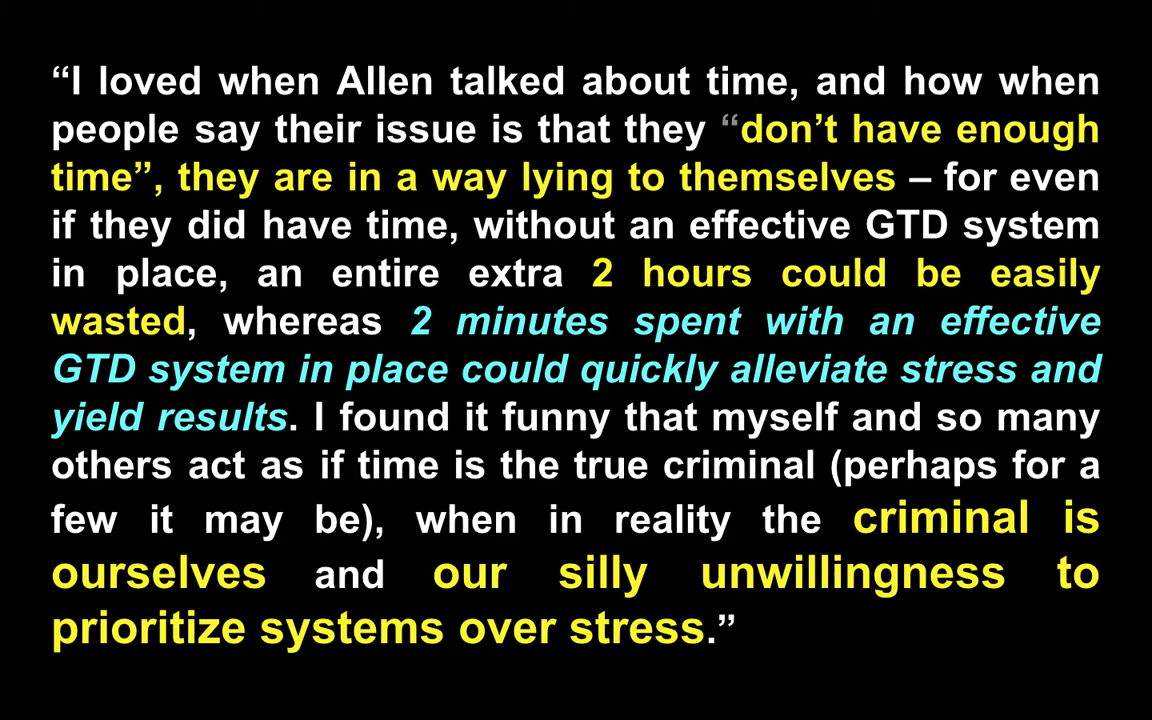 “I loved when Allen talked about time, and how when
people say their issue is that they “don’t have enough
time”, they are in a way lying to themselves – for even
if they did have time, without an effective GTD system
in place, an entire extra 2 hours could be easily
wasted, whereas 2 minutes spent with an effective
GTD system in place could quickly alleviate stress and
yield results. I found it funny that myself and so many
others act as if time is the true criminal (perhaps for a
few it may be), when in reality the criminal is
ourselves and our silly unwillingness to
prioritize systems over stress.”